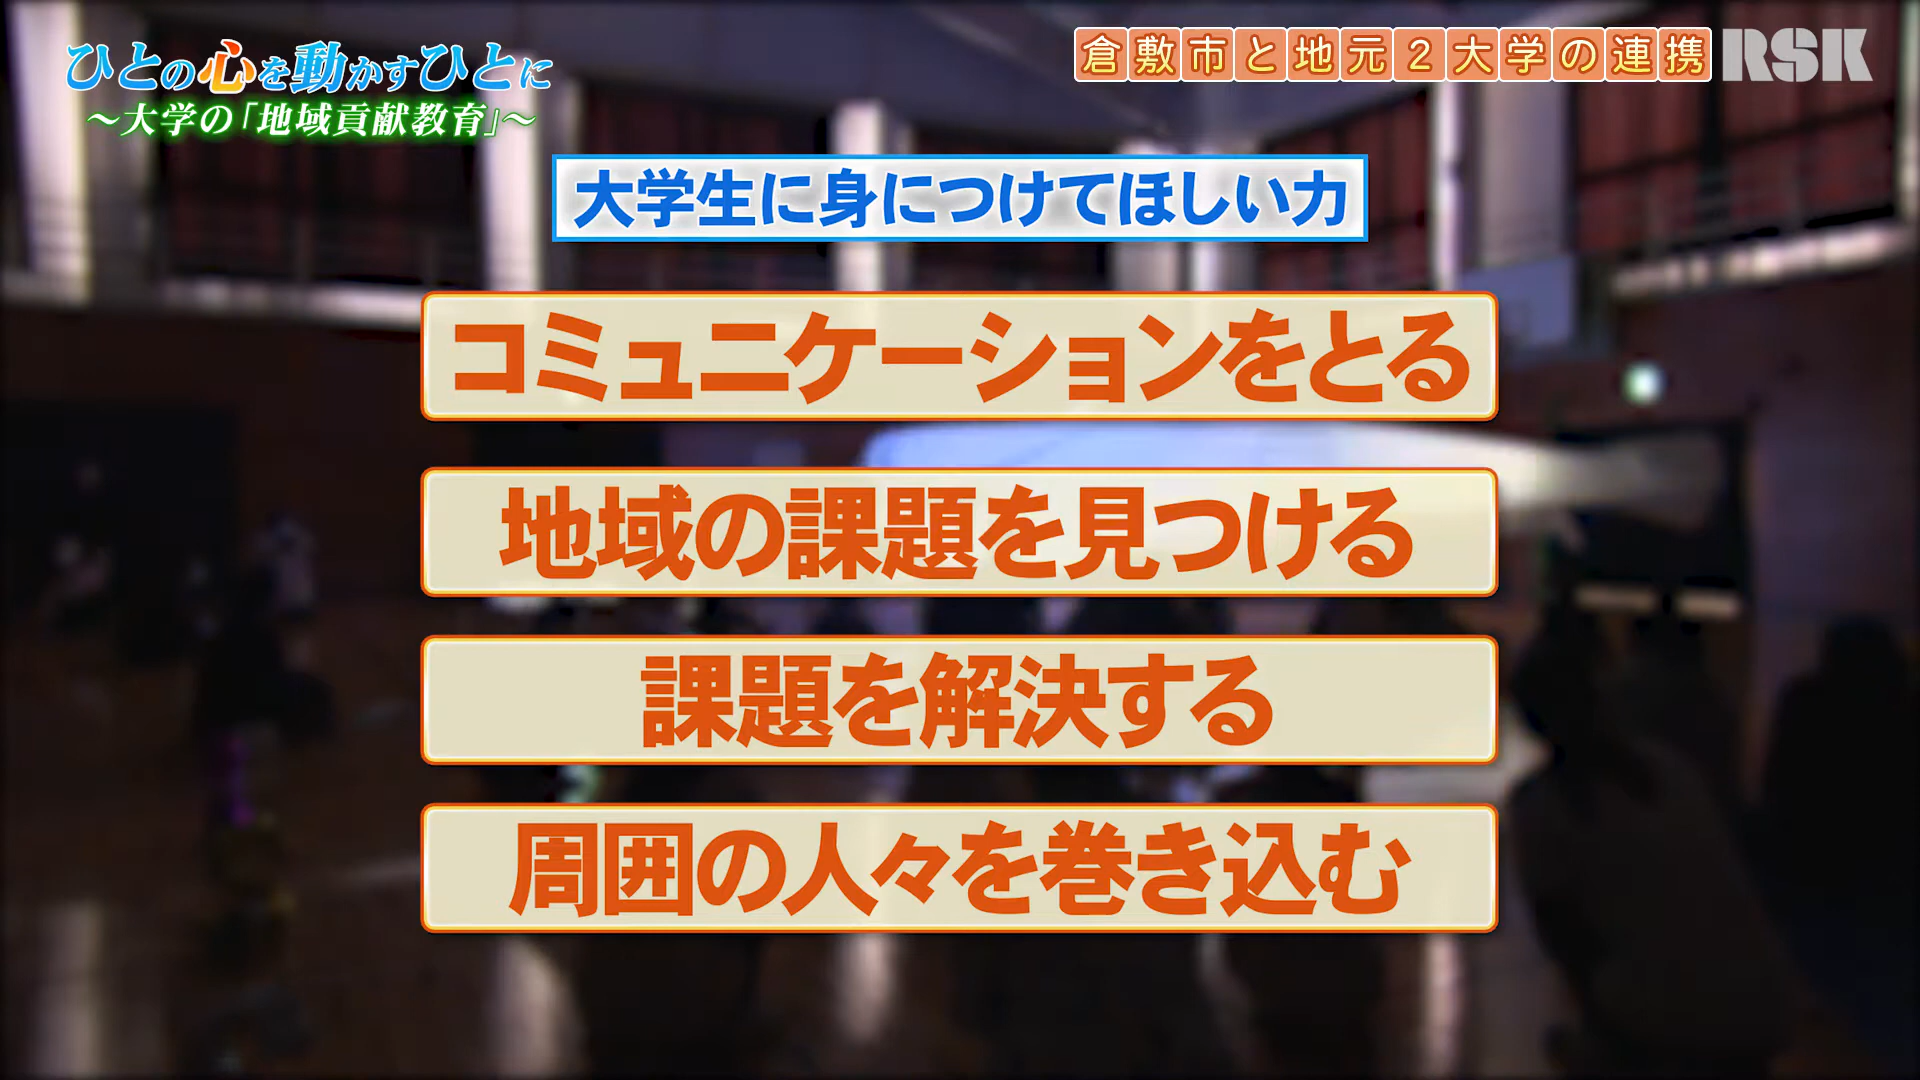 ひとの心を動かすひとに
～大学の「地域貢献教育」～
倉敷市と地元2大学の連携
RSK
大学生に身につけてほしい力
コミュニケーションをとる
地域の課題を見つける
課題を解決する
周囲の人々を巻き込む